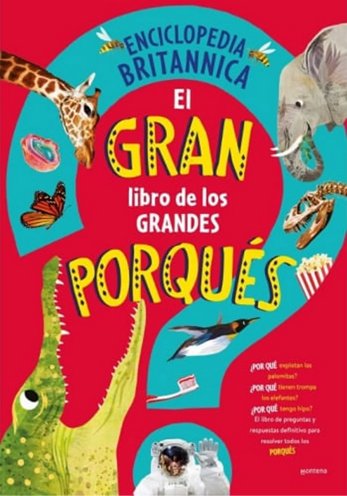 ENCICLOPEDIA
BRITANNICA
El
GRAN
libro de los
GRANDES
PORQUÉS
¿POR QUÉ explotan las
palomitas?
¿POR QUÉ tienen trompa
los elefantes?
¿POR QUÉ tengo hipo?
El libro de preguntas y
respuestas definitivo para
resolver todos los
PORQUÉS
montena